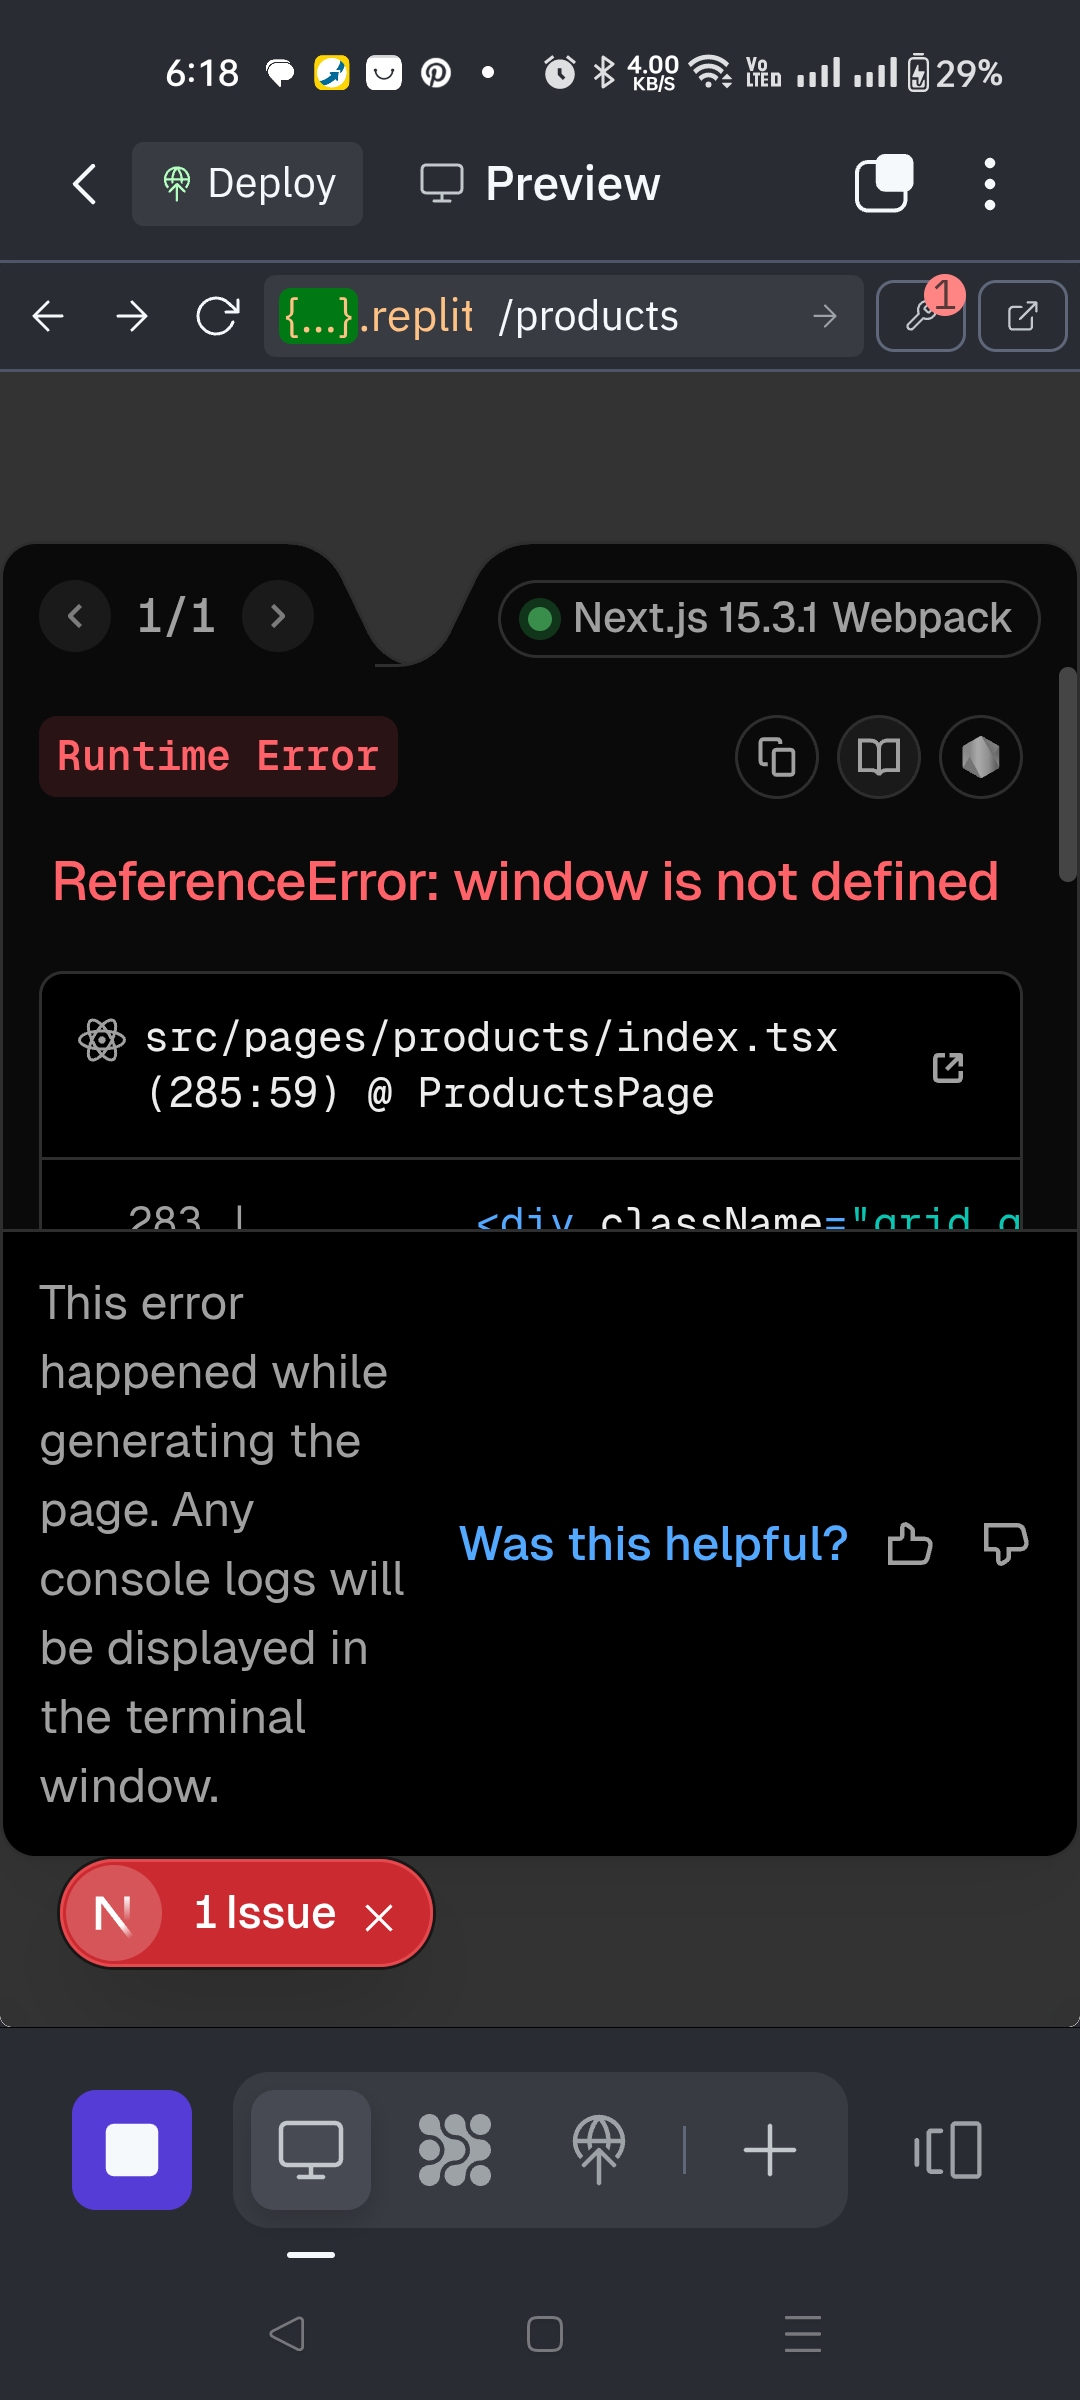 6:18 4.00 KB/S Vo LTED 29%
Deploy Preview
{...}.replit /products 1
1/1 Next.js 15.3.1 Webpack
Runtime Error
ReferenceError: window is not defined
src/pages/products/index.tsx
(285:59) @ ProductsPage
283 | <div className="grid g
This error
happened while
generating the
page. Any
console logs will
be displayed in
the terminal
window.
Was this helpful?
1 Issue